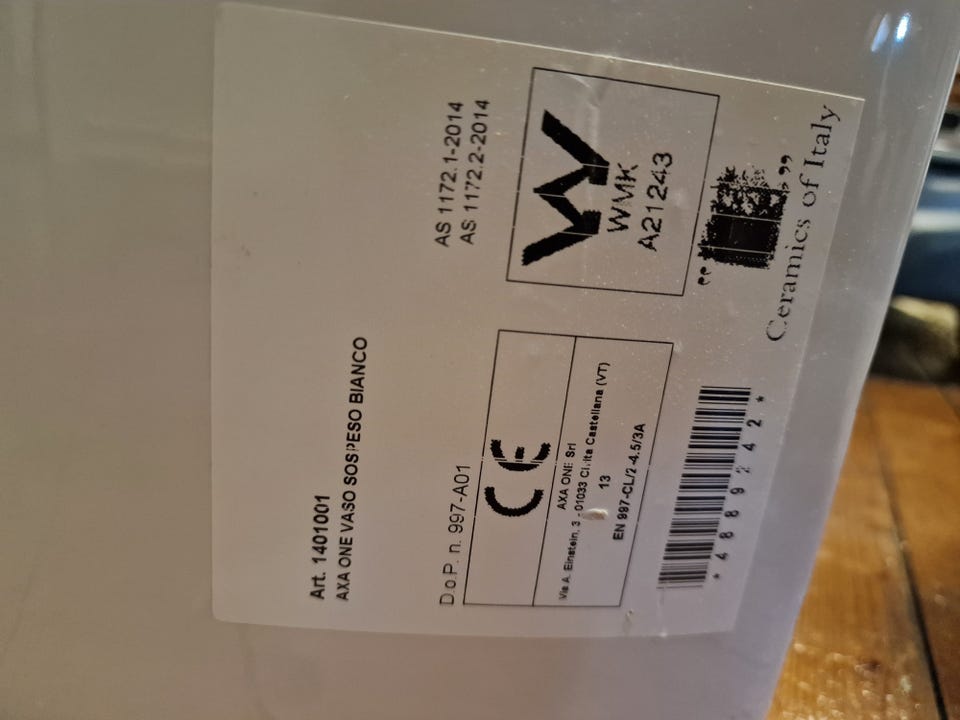 Art. 1401001
AXA ONE VASO SOSPESO BIANCO
D.o.P. n. 997-A01
AS 1172.1-2014
AS 1172.2-2014
CE
AXA ONE Srl
Via A. Einstein, 3 - 01033 Civita Castellana (VT)
13
EN 997-CL/2-4.5/3A
WMK
A21243
*4889242*
Ceramics of Italy